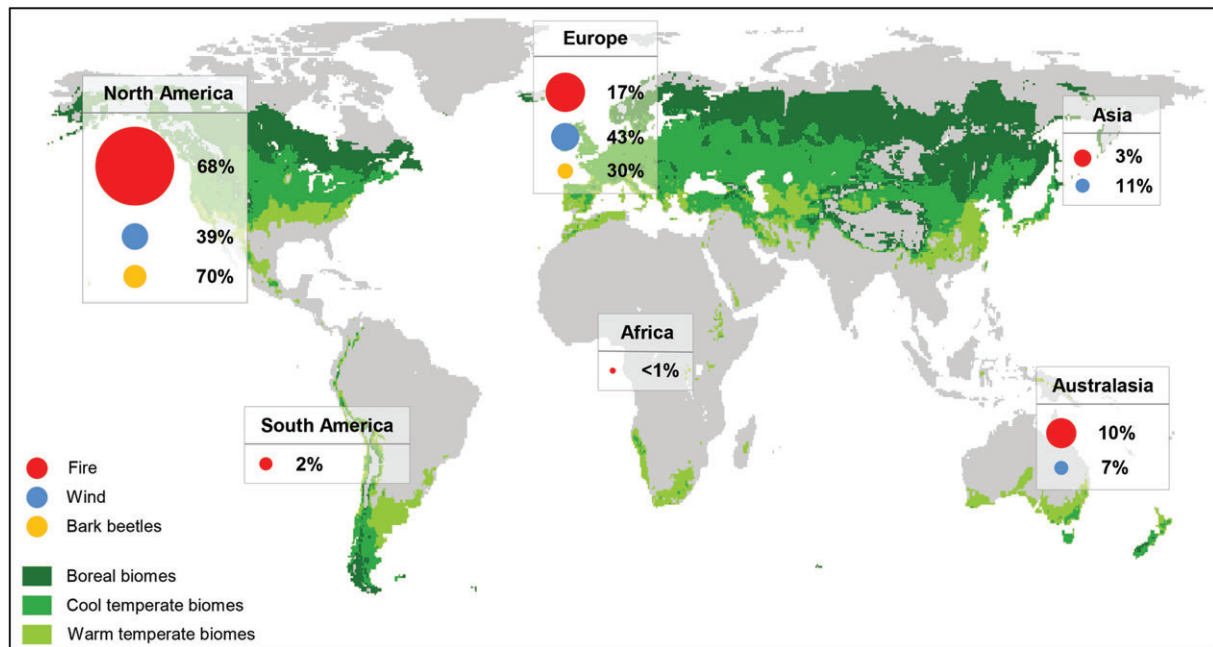 Europe
17%
43%
30%
North America
68%
39%
70%
Asia
3%
11%
Africa
<1%
Australasia
10%
7%
South America
2%
Fire
Wind
Bark beetles
Boreal biomes
Cool temperate biomes
Warm temperate biomes